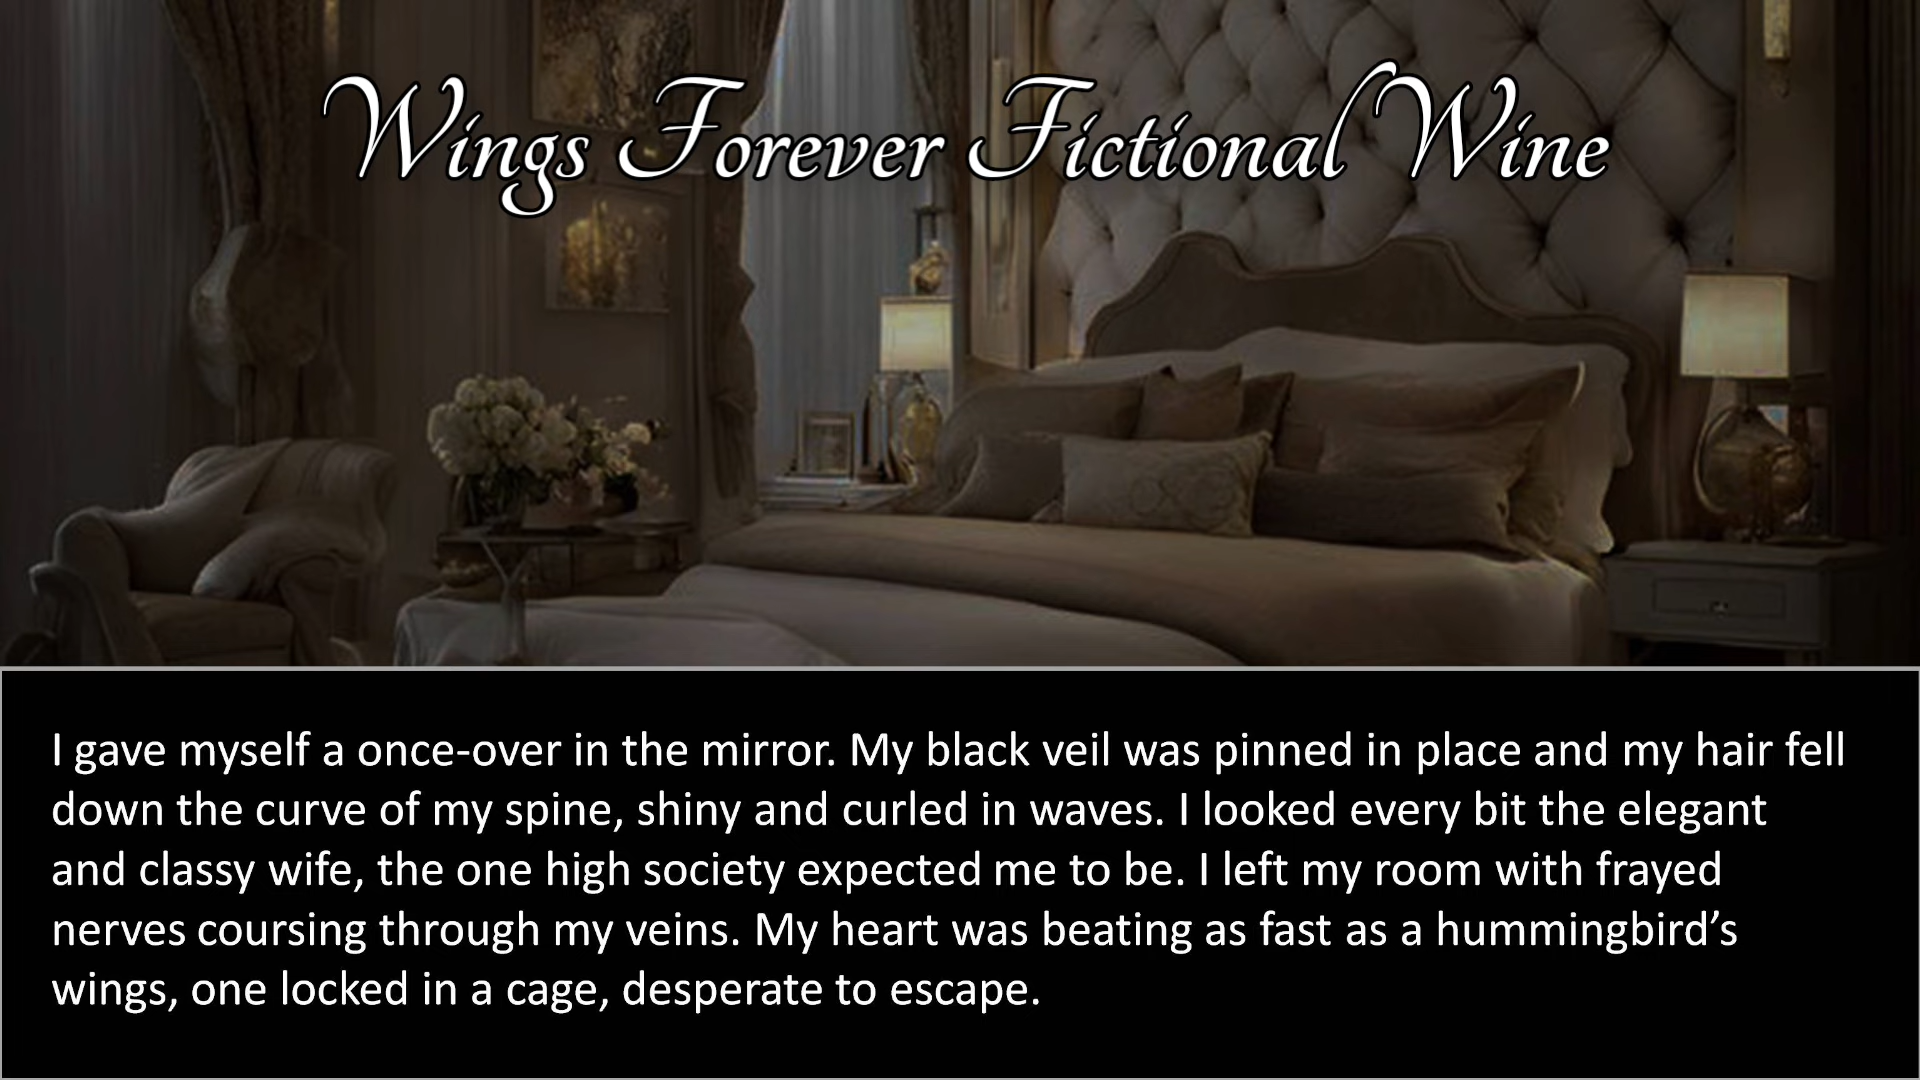 Wings Forever Fictional Wine
I gave myself a once-over in the mirror. My black veil was pinned in place and my hair fell
down the curve of my spine, shiny and curled in waves. I looked every bit the elegant
and classy wife, the one high society expected me to be. I left my room with frayed
nerves coursing through my veins. My heart was beating as fast as a hummingbird’s
wings, one locked in a cage, desperate to escape.